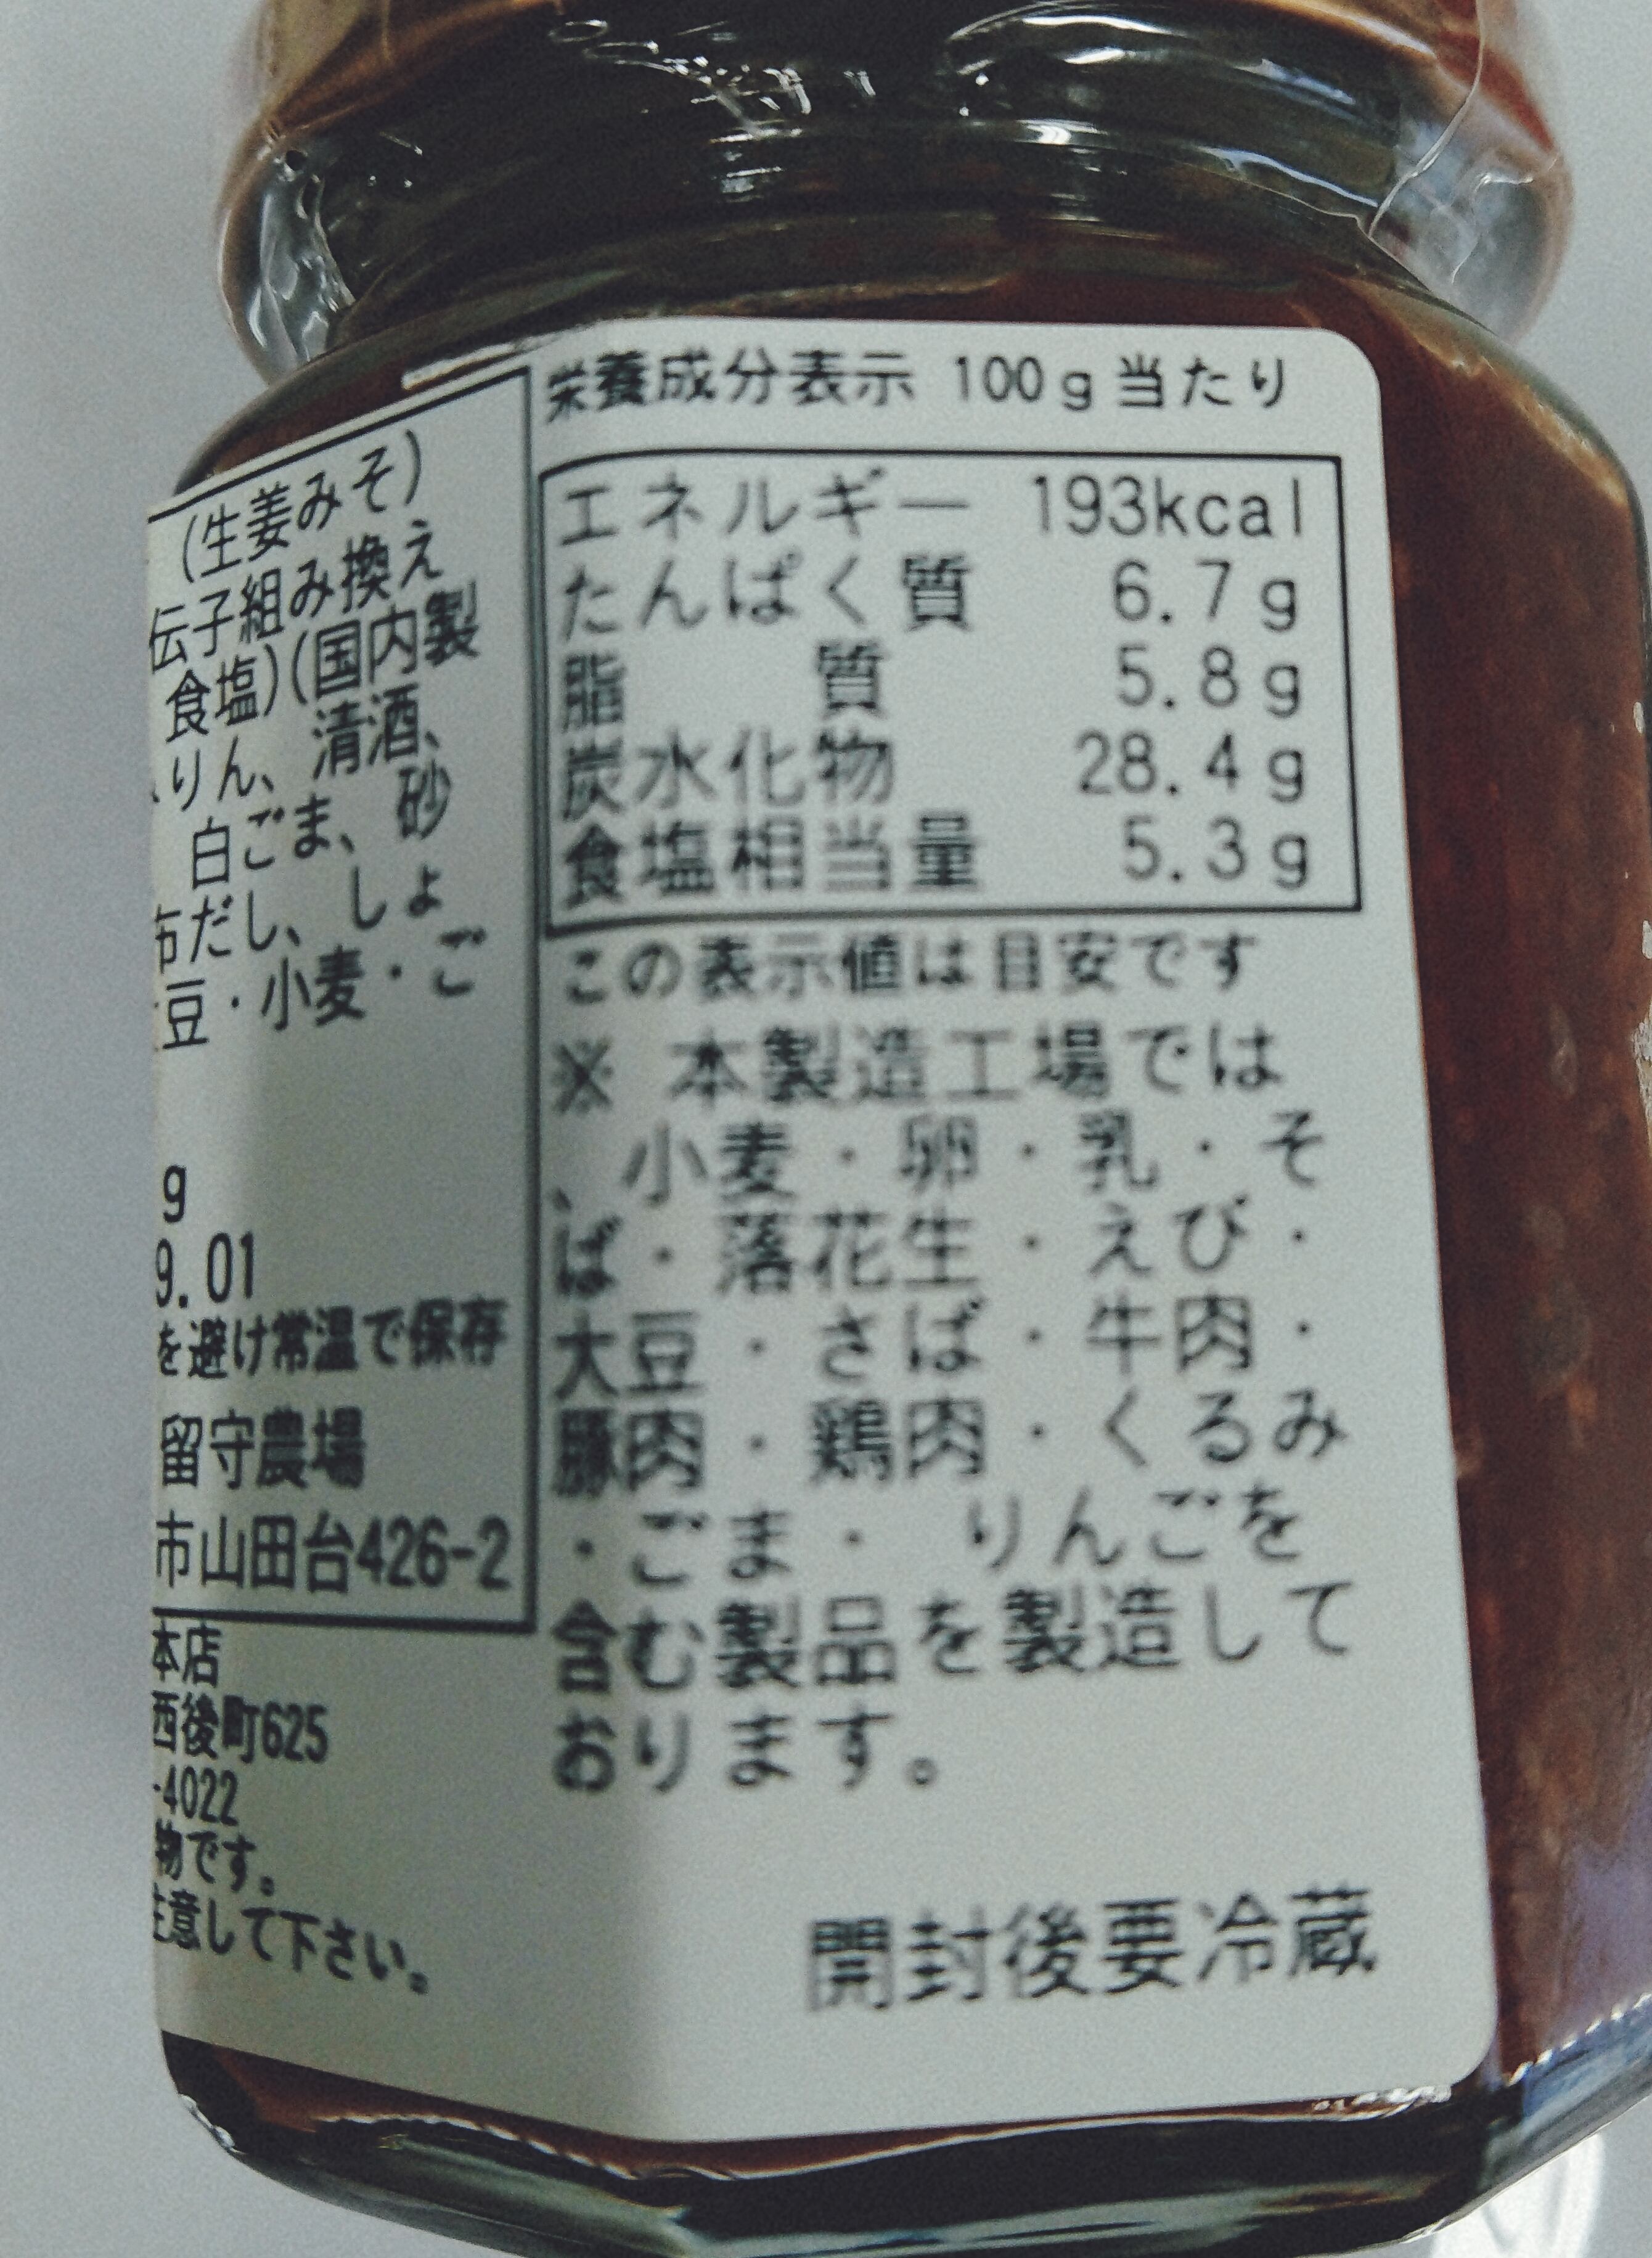 (生姜みそ)
伝子組み換え
食塩)(国内製
りん、清酒、
白ごま、砂
布だし、しょ
豆・小麦・ご
g
9.01
を避け常温で保存
留守農場
市山田台426-2
本店
西後町625
-4022
物です。
注意して下さい。
栄養成分表示 100g当たり
エネルギー 193kcal
たんぱく質 6.7g
脂質 5.8g
炭水化物 28.4g
食塩相当量 5.3g
この表示値は目安です
※ 本製造工場では
、小麦・卵・乳・そ
ば・落花生・えび・
大豆・さば・牛肉・
豚肉・鶏肉・くるみ
・ごま・ りんごを
含む製品を製造して
おります。
開封後要冷蔵